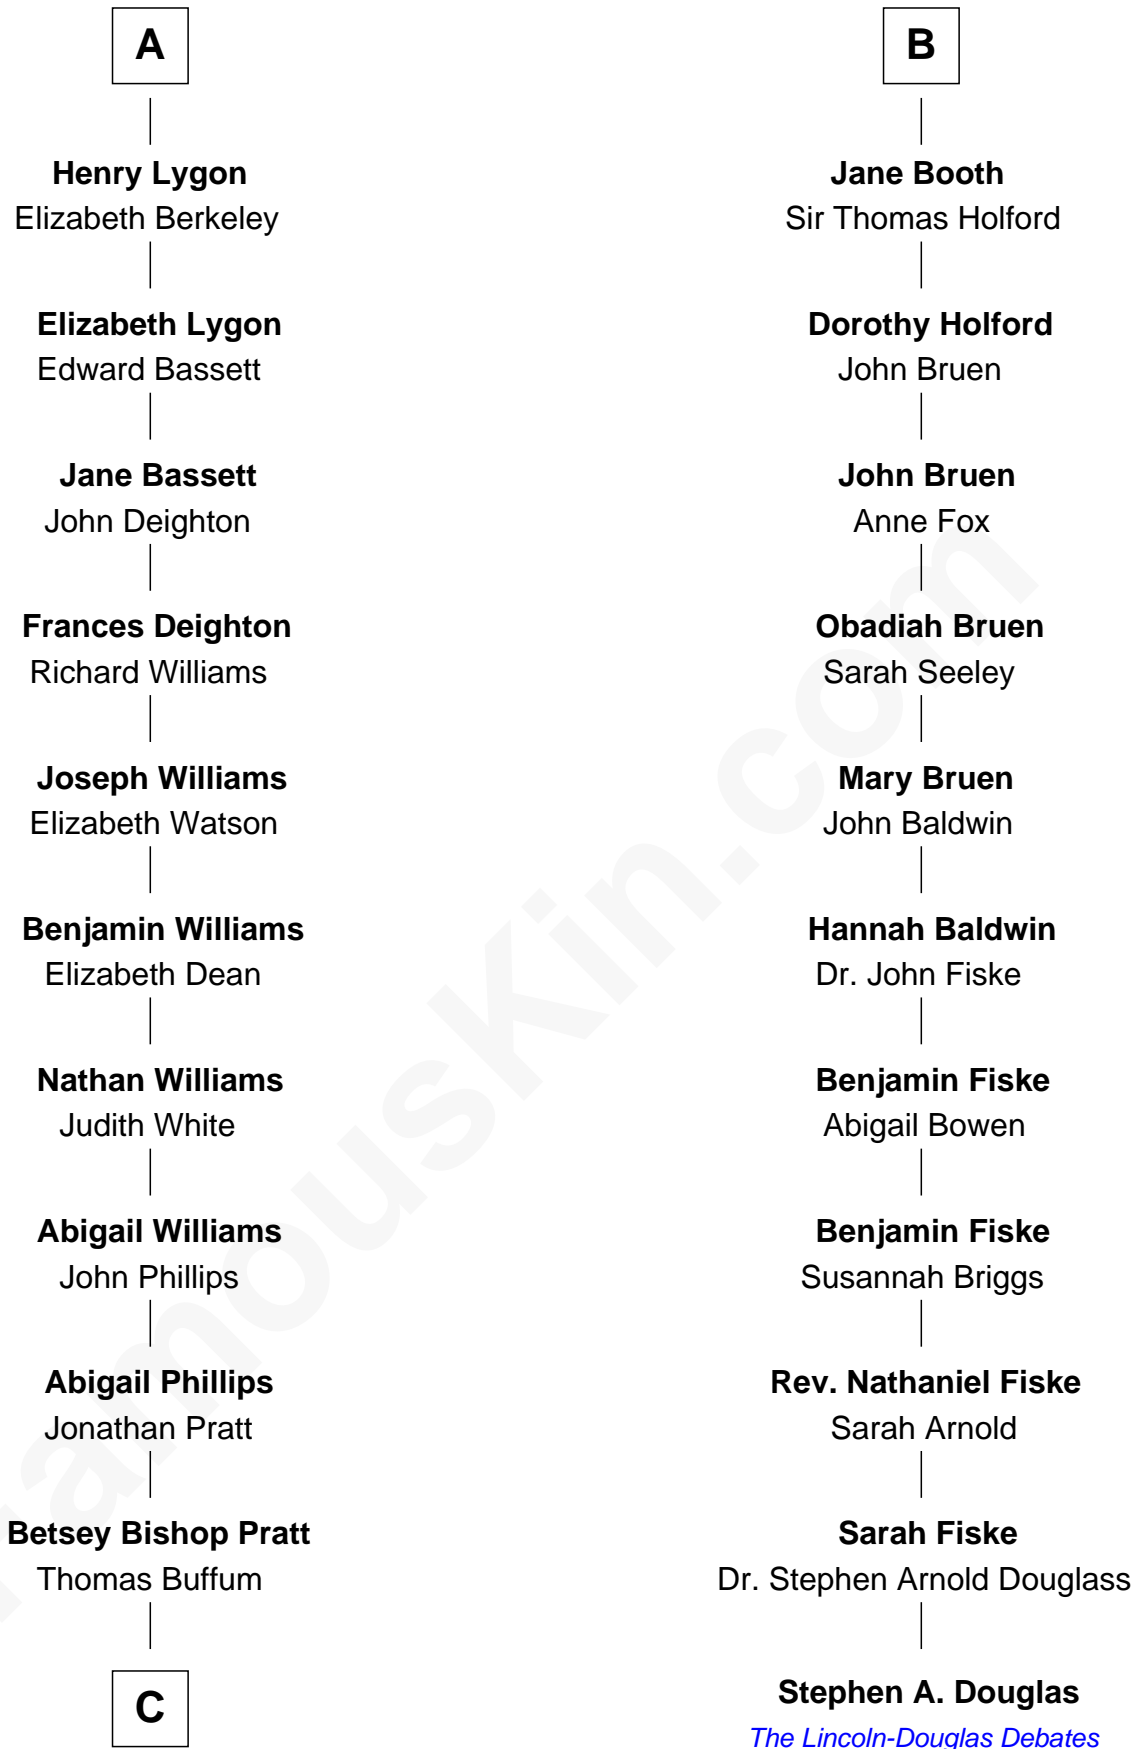 A
Henry Lygon
Elizabeth Berkeley
Elizabeth Lygon
Edward Bassett
Jane Bassett
John Deighton
Frances Deighton
Richard Williams
Joseph Williams
Elizabeth Watson
Benjamin Williams
Elizabeth Dean
Nathan Williams
Judith White
Abigail Williams
John Phillips
Abigail Phillips
Jonathan Pratt
Betsey Bishop Pratt
Thomas Buffum
C
B
Jane Booth
Sir Thomas Holford
Dorothy Holford
John Bruen
John Bruen
Anne Fox
Obadiah Bruen
Sarah Seeley
Mary Bruen
John Baldwin
Hannah Baldwin
Dr. John Fiske
Benjamin Fiske
Abigail Bowen
Benjamin Fiske
Susannah Briggs
Rev. Nathaniel Fiske
Sarah Arnold
Sarah Fiske
Dr. Stephen Arnold Douglass
Stephen A. Douglas
The Lincoln-Douglas Debates
FamousKin.com